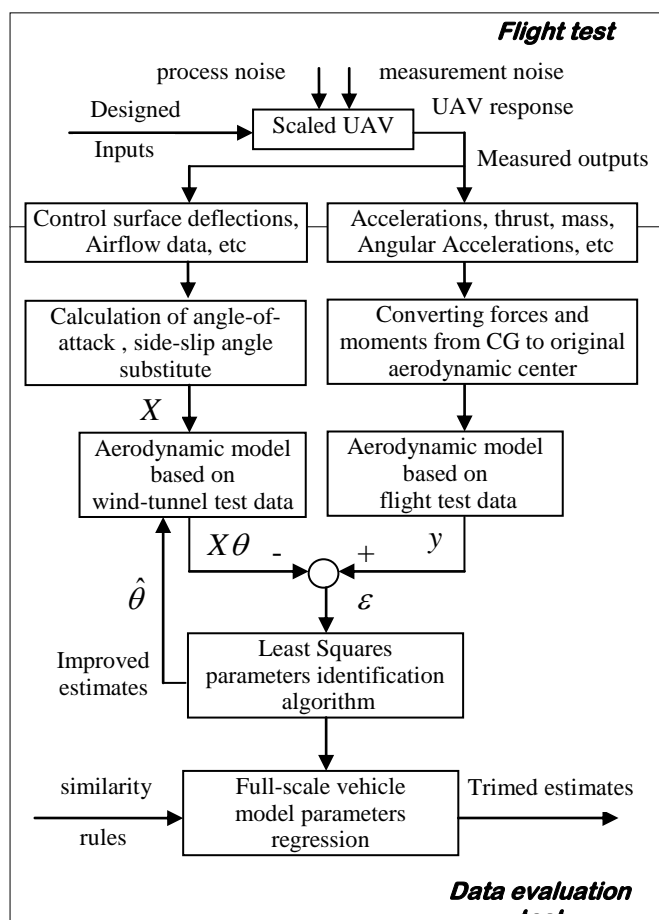 Flight test
process noise
measurement noise
Designed
Inputs
Scaled UAV
UAV response
Measured outputs
Control surface deflections,
Airflow data, etc
Accelerations, thrust, mass,
Angular Accelerations, etc
Calculation of angle-of-
attack , side-slip angle
substitute
Converting forces and
moments from CG to original
aerodynamic center
X
Aerodynamic model
based on
wind-tunnel test data
Aerodynamic model
based on
flight test data
Xθ
-
+
y
θ̂
ε
Improved
estimates
Least Squares
parameters identification
algorithm
similarity
rules
Full-scale vehicle
model parameters
regression
Trimed estimates
Data evaluation